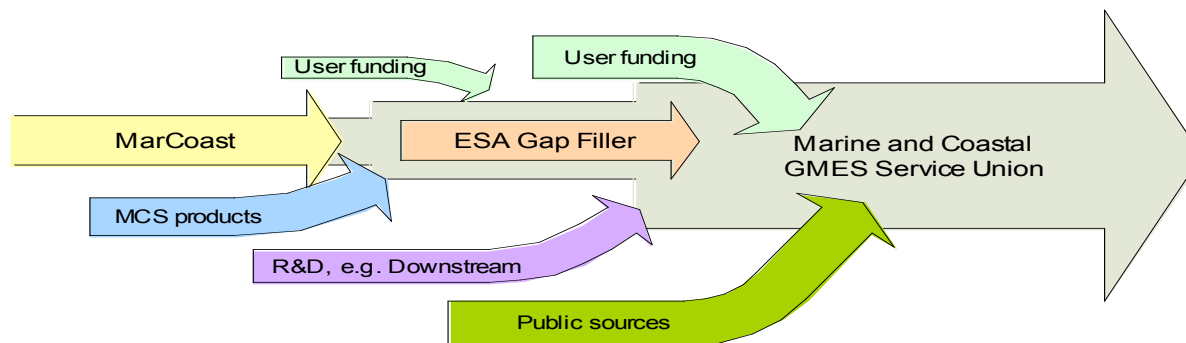 User funding
User funding
MarCoast
ESA Gap Filler
Marine and Coastal
GMES Service Union
MCS products
R&D, e.g. Downstream
Public sources